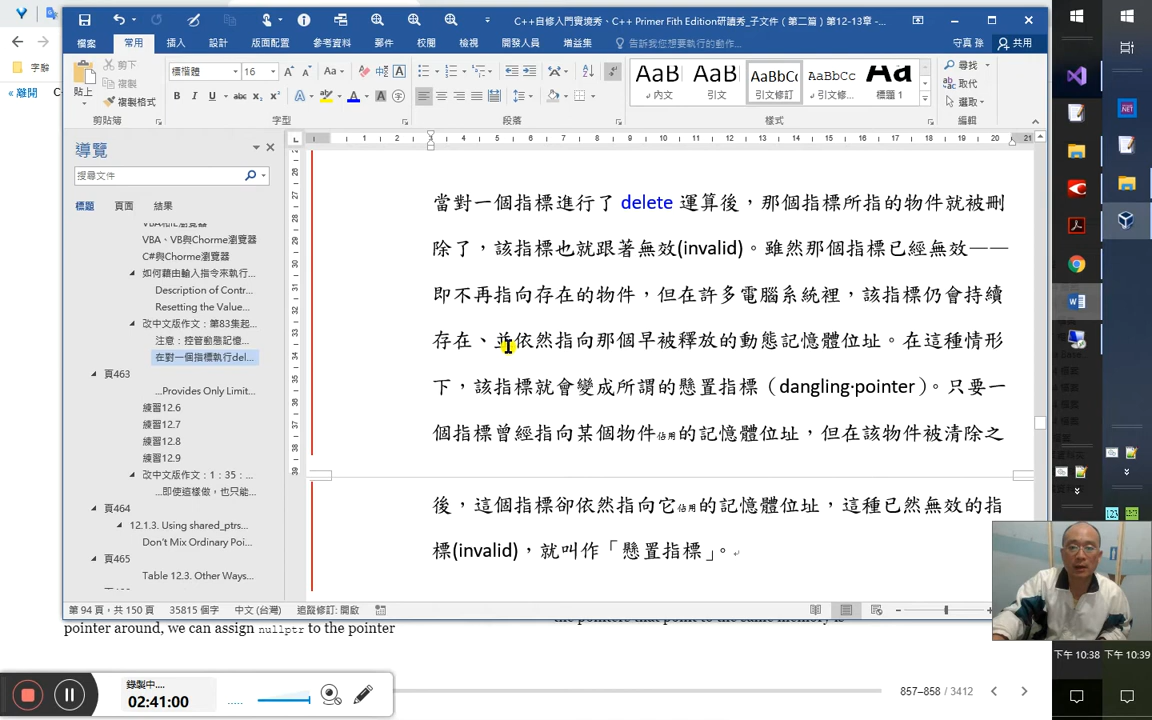 C++自修入門實境秀、C++ Primer Fith Edition研讀秀_子文件（第二篇）第12-13章 -...
檔案 常用 插入 設計 版面配置 參考資料 郵件 校閱 檢視 開發人員 增益集 告訴我您想要執行的動作... 守真 孫 共用
字齡
« 離開
貼上
剪下
複製
複製格式
剪貼簿
標楷體 16
字型
段落
AaBb 內文
AaBb 引文
AaBbCc 引文修訂
AaBbCc 引文修...
AaBb 標題 1
樣式
尋找
取代
選取
編輯
導覽
搜尋文件
標題 頁面 結果
VBA和IE瀏覽器
VBA、VB與Chorme瀏覽器
C#與Chorme瀏覽器
如何藉由輸入指令來執行...
Description of Contr...
Resetting the Value...
改中文版作文：第83集起...
注意：控管動態記憶...
在對一個指標執行del...
頁463
...Provides Only Limit...
練習12.6
練習12.7
練習12.8
練習12.9
改中文版作文：1：35：...
...即使這樣做，也只能...
頁464
12.1.3. Using shared_ptrs...
Don't Mix Ordinary Poi...
頁465
Table 12.3. Other Ways...
當對一個指標進行了 delete 運算後，那個指標所指的物件就被刪
除了，該指標也就跟著無效(invalid)。雖然那個指標已經無效——
即不再指向存在的物件，但在許多電腦系統裡，該指標仍會持續
存在、並依然指向那個早被釋放的動態記憶體位址。在這種情形
下，該指標就會變成所謂的懸置指標（dangling·pointer）。只要一
個指標曾經指向某個物件佔用的記憶體位址，但在該物件被清除之
後，這個指標卻依然指向它佔用的記憶體位址，這種已然無效的指
標(invalid)，就叫作「懸置指標」。
第 94 頁，共 150 頁 35815 個字 中文 (台灣) 追蹤修訂: 開啟
pointer around, we can assign nullptr to the pointer
the pointers that point to the same memory is
錄製中....
02:41:00
857–858 / 3412
下午 10:38
下午 10:39